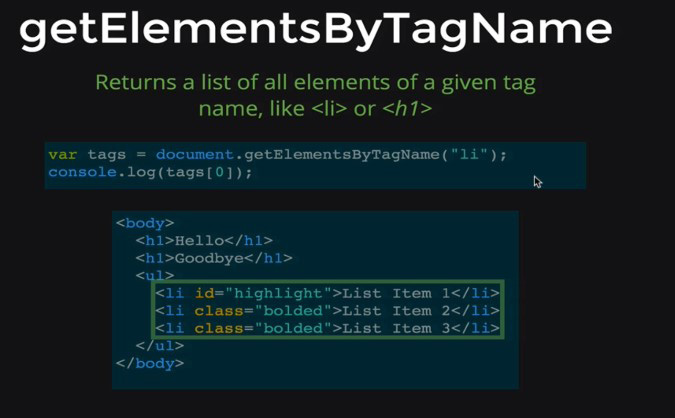 getElementsByTagName
Returns a list of all elements of a given tag
name, like <li> or <h1>
var tags = document.getElementsByTagName("li");
console.log(tags[0]);
<body>
<h1>Hello</h1>
<h1>Goodbye</h1>
<ul>
<li id="highlight">List Item 1</li>
<li class="bolded">List Item 2</li>
<li class="bolded">List Item 3</li>
</ul>
</body>